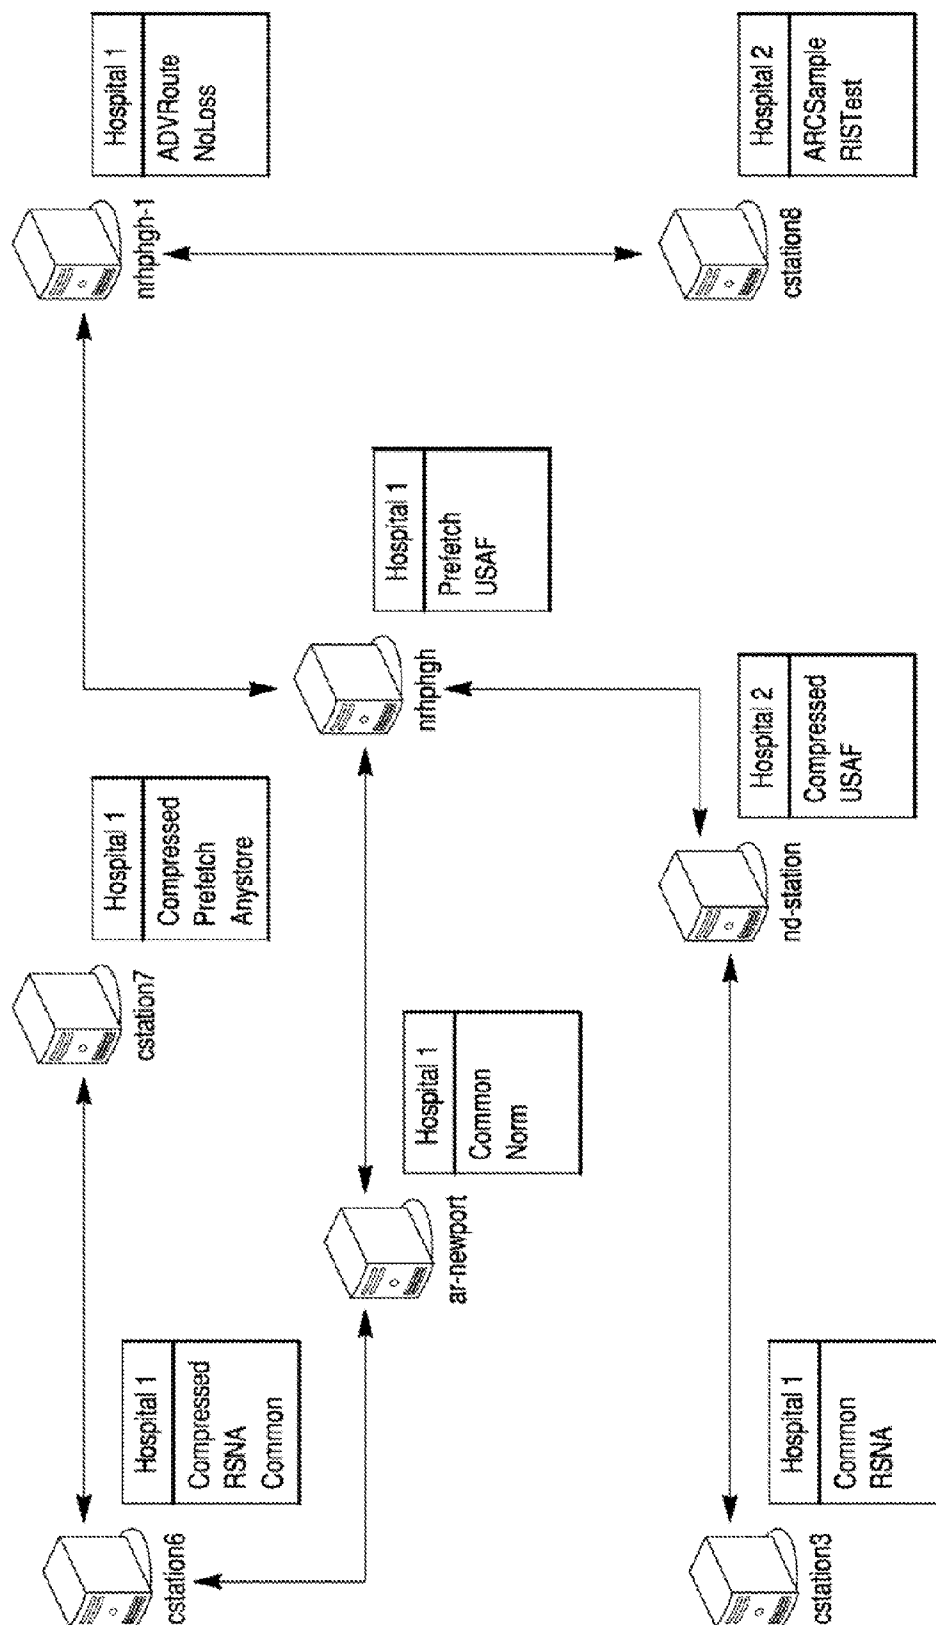 cstation6
Hospital 1
Compressed
RSNA
Common
cstation7
Hospital 1
Compressed
Prefetch
Anystore
nrhphgh-1
Hospital 1
ADVRoute
NoLoss
ar-newport
Hospital 1
Common
Norm
nrhphgh
Hospital 1
Prefetch
USAF
cstation3
Hospital 1
Common
RSNA
nd-station
Hospital 2
Compressed
USAF
cstation8
Hospital 2
ARCSample
RISTest